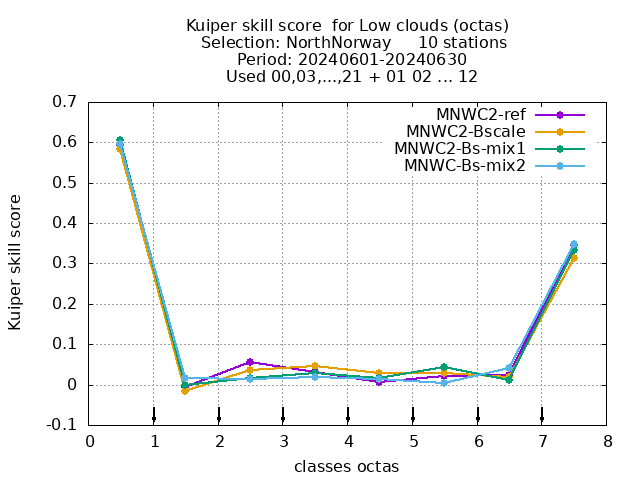 Kuiper skill score  for Low clouds (octas)
Selection: NorthNorway     10 stations
Period: 20240601-20240630
Used 00,03,...,21 + 01 02 ... 12
MNWC2-ref
MNWC2-Bscale
MNWC2-Bs-mix1
MNWC-Bs-mix2
Kuiper skill score
0.7
0.6
0.5
0.4
0.3
0.2
0.1
0
-0.1
0 1 2 3 4 5 6 7 8
classes octas